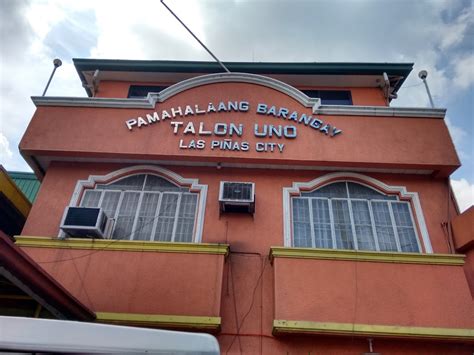 PAMAHALAANG BARANGAY
TALON UNO
LAS PIÑAS CITY